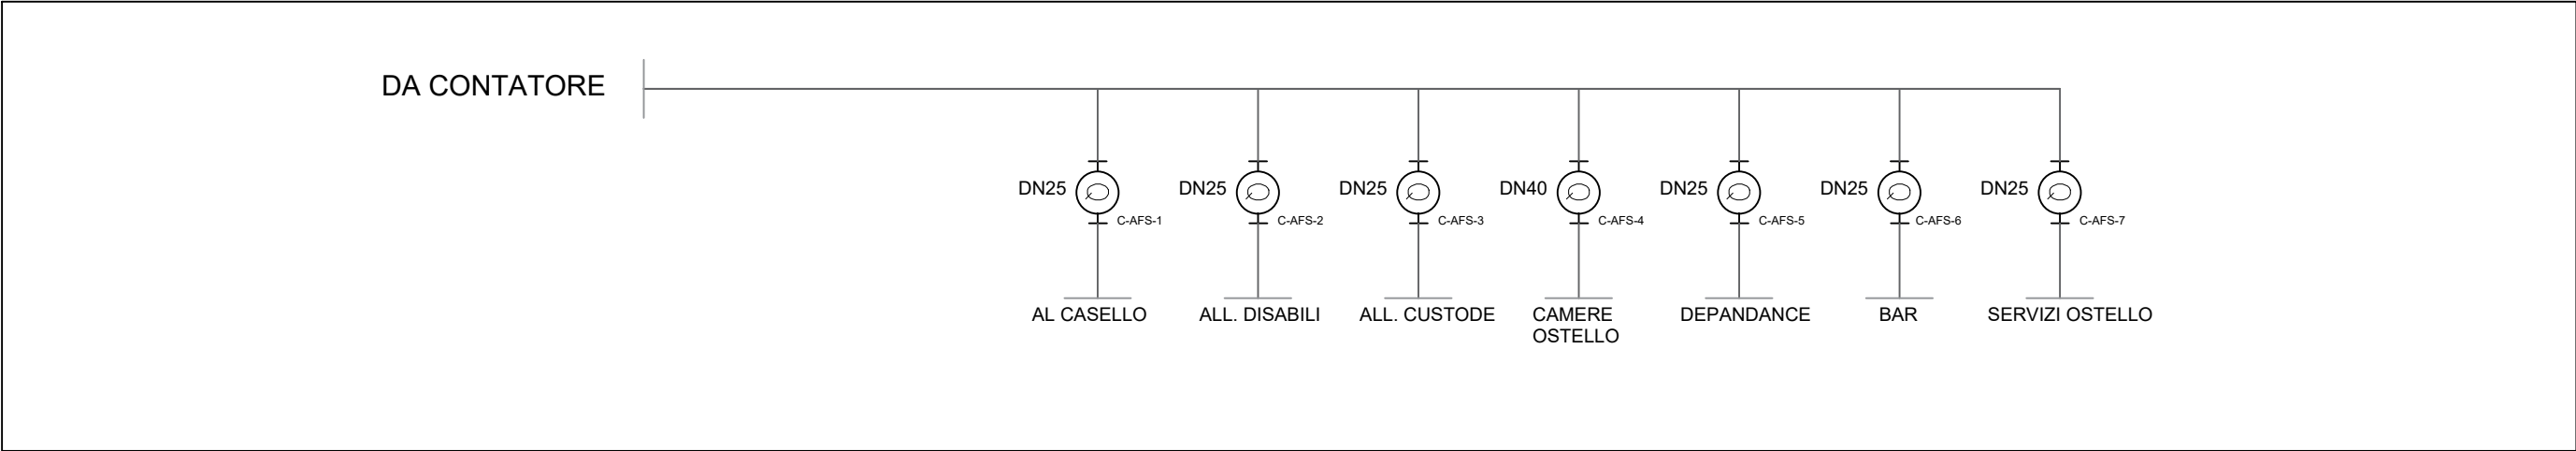 DA CONTATORE
DN25
C-AFS-1
DN25
C-AFS-2
DN25
C-AFS-3
DN40
C-AFS-4
DN25
C-AFS-5
DN25
C-AFS-6
DN25
C-AFS-7
AL CASELLO
ALL. DISABILI
ALL. CUSTODE
CAMERE
OSTELLO
DEPANDANCE
BAR
SERVIZI OSTELLO